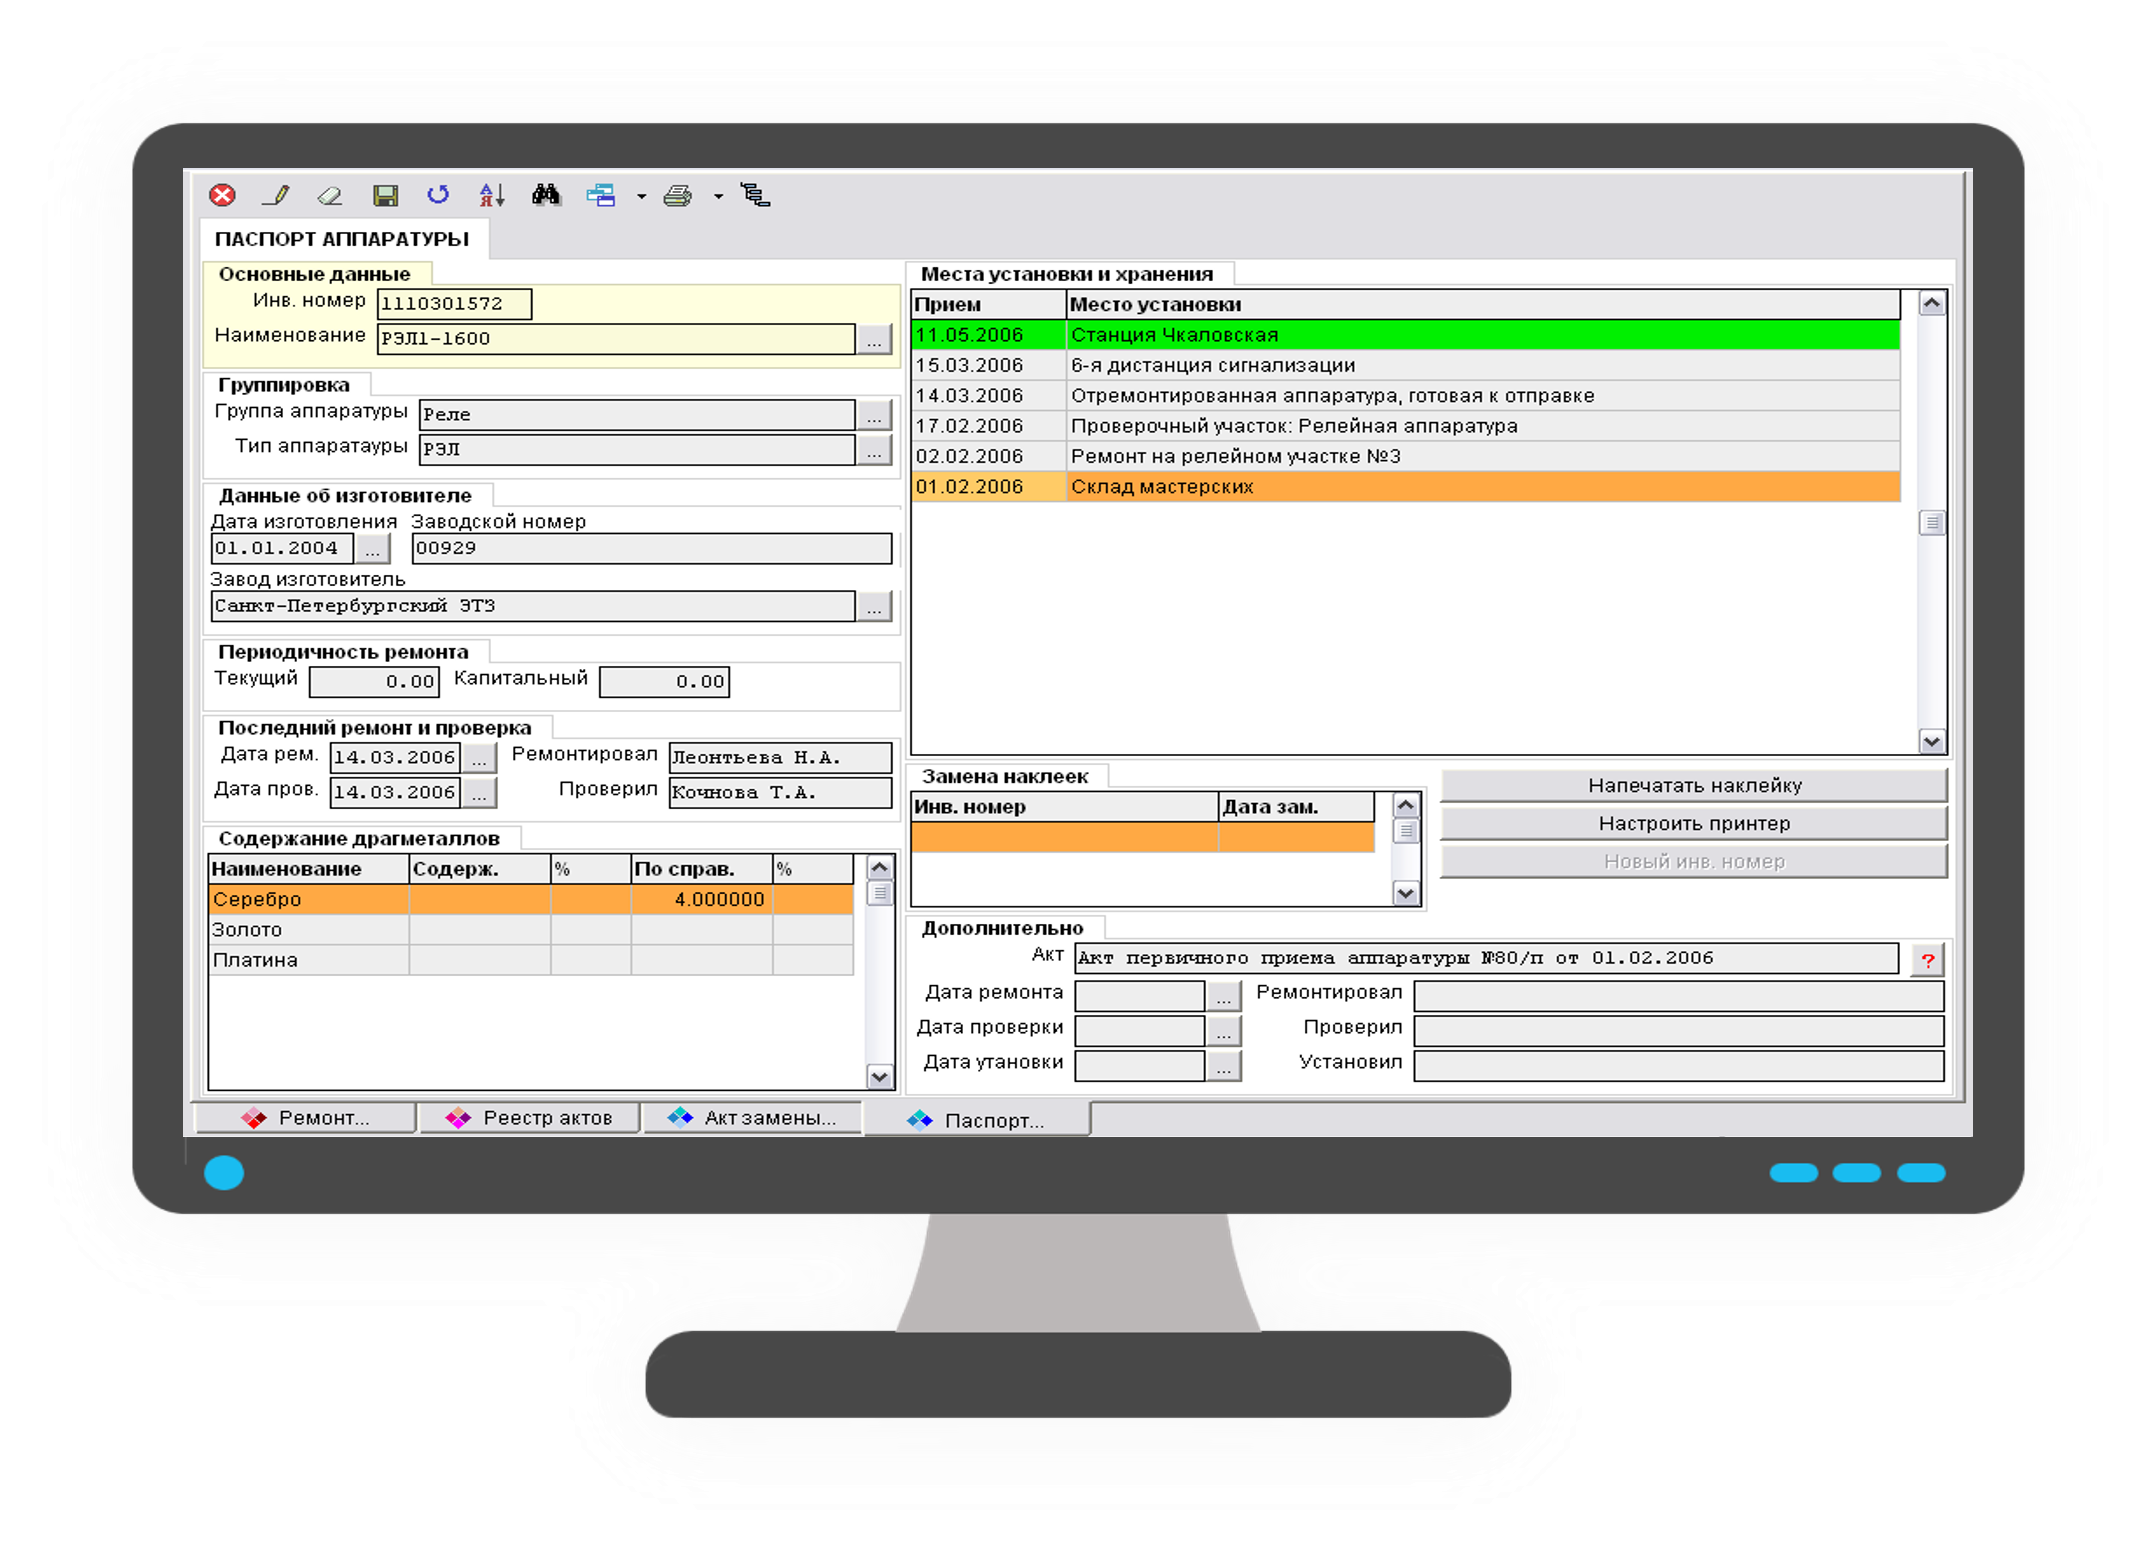 ПАСПОРТ АППАРАТУРЫ
Основные данные
Инв. номер 1110301572
Наименование РЭЛ1-1600 ...
Группировка
Группа аппаратуры Реле ...
Тип аппаратауры РЭЛ ...
Данные об изготовителе
Дата изготовления Заводской номер
01.01.2004 ... 00929
Завод изготовитель
Санкт-Петербургский ЭТЗ ...
Периодичность ремонта
Текущий 0.00 Капитальный 0.00
Последний ремонт и проверка
Дата рем. 14.03.2006 ... Ремонтировал Леонтьева Н.А.
Дата пров. 14.03.2006 ... Проверил Кочнова Т.А.
Содержание драгметаллов
Наименование Содерж. % По справ. %
Серебро 4.000000
Золото
Платина
Места установки и хранения
Прием Место установки
11.05.2006 Станция Чкаловская
15.03.2006 6-я дистанция сигнализации
14.03.2006 Отремонтированная аппаратура, готовая к отправке
17.02.2006 Проверочный участок: Релейная аппаратура
02.02.2006 Ремонт на релейном участке №3
01.02.2006 Склад мастерских
Замена наклеек
Инв. номер Дата зам.
Напечатать наклейку
Настроить принтер
Новый инв. номер
Дополнительно
Акт Акт первичного приема аппаратуры №80/п от 01.02.2006 ?
Дата ремонта ... Ремонтировал
Дата проверки ... Проверил
Дата утановки ... Установил
Ремонт... Реестр актов Акт замены... Паспорт...